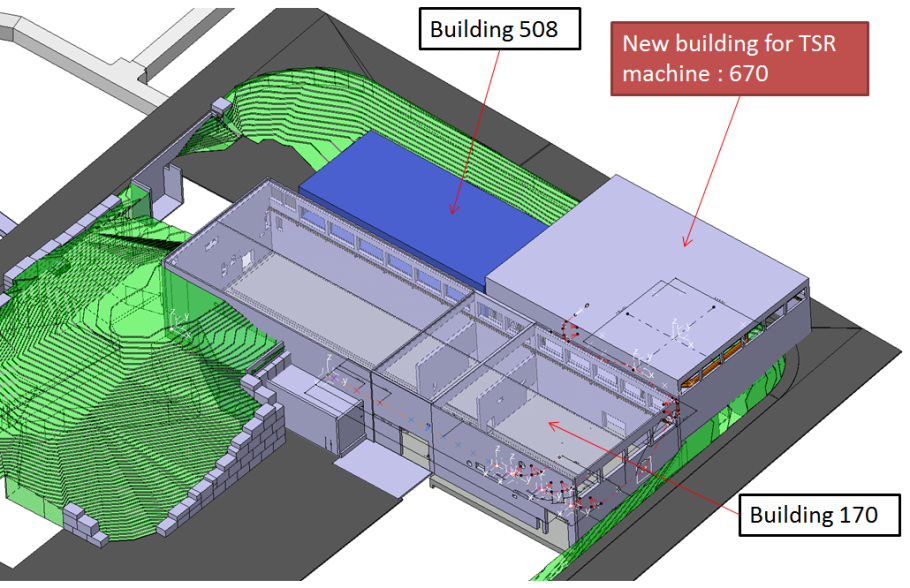 Building 508
New building for TSR
machine : 670
Building 170